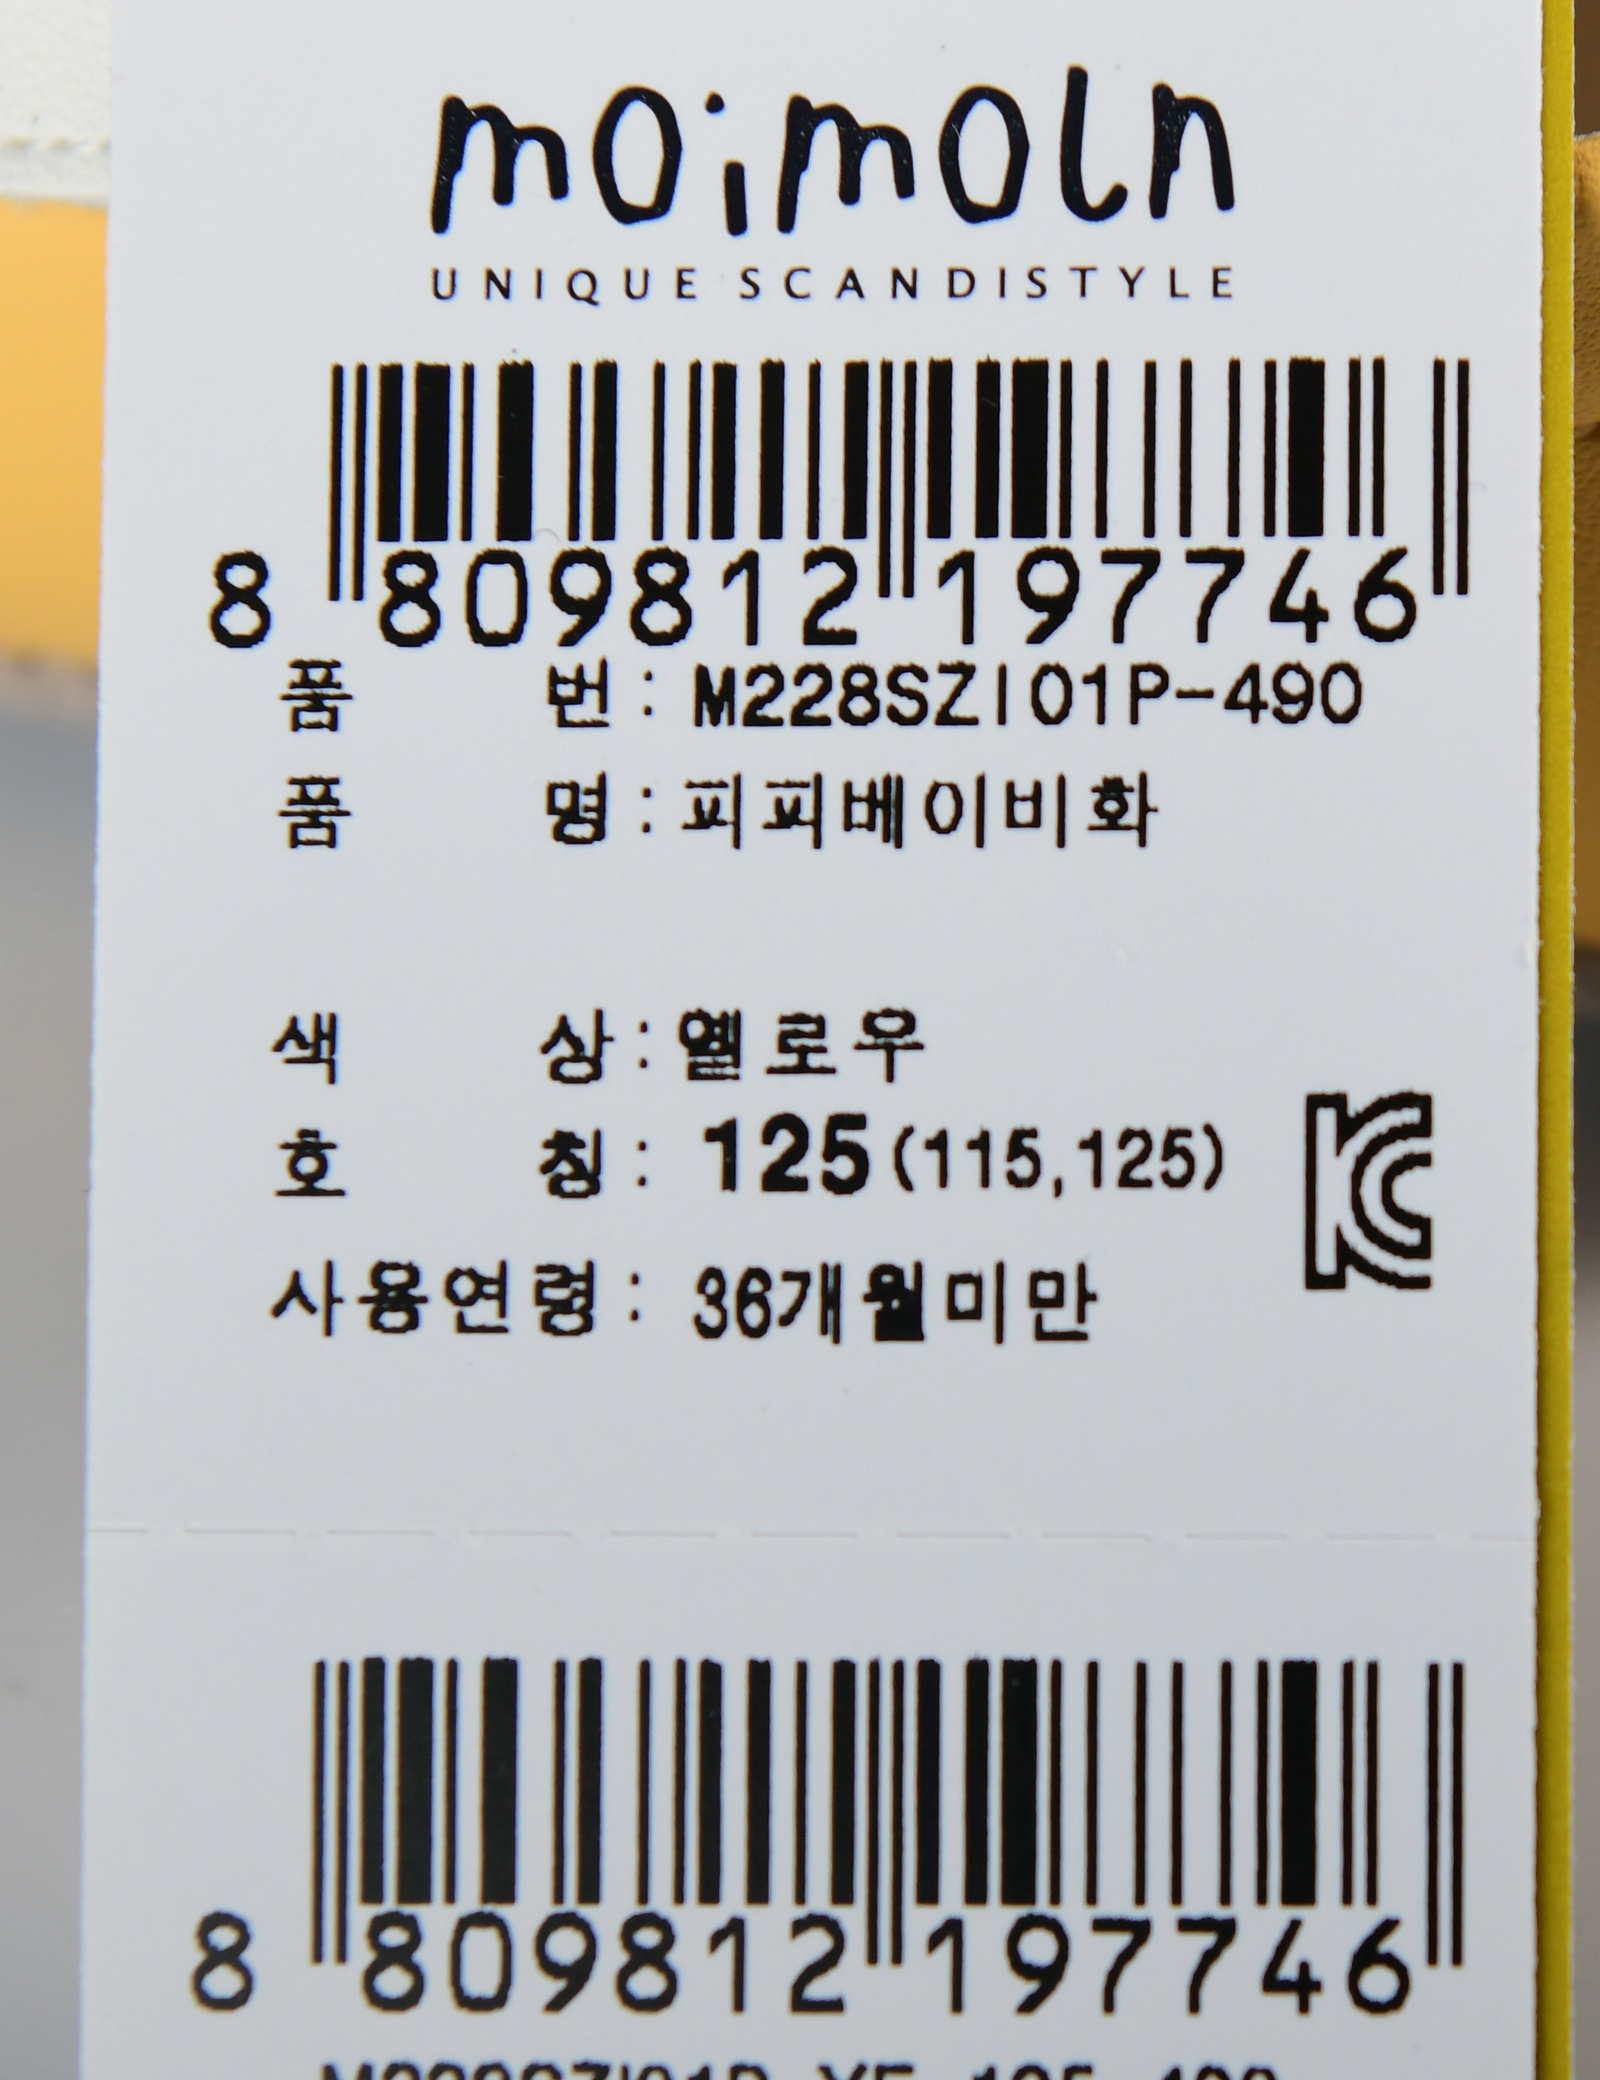 moimoln
UNIQUE SCANDISTYLE
8 809812 197746
품 번 : M228SZI01P-490
품 명 : 피피베이비화
색 상 : 옐로우
호 칭 : 125(115,125)
사용연령 : 36개월미만
8 809812 197746